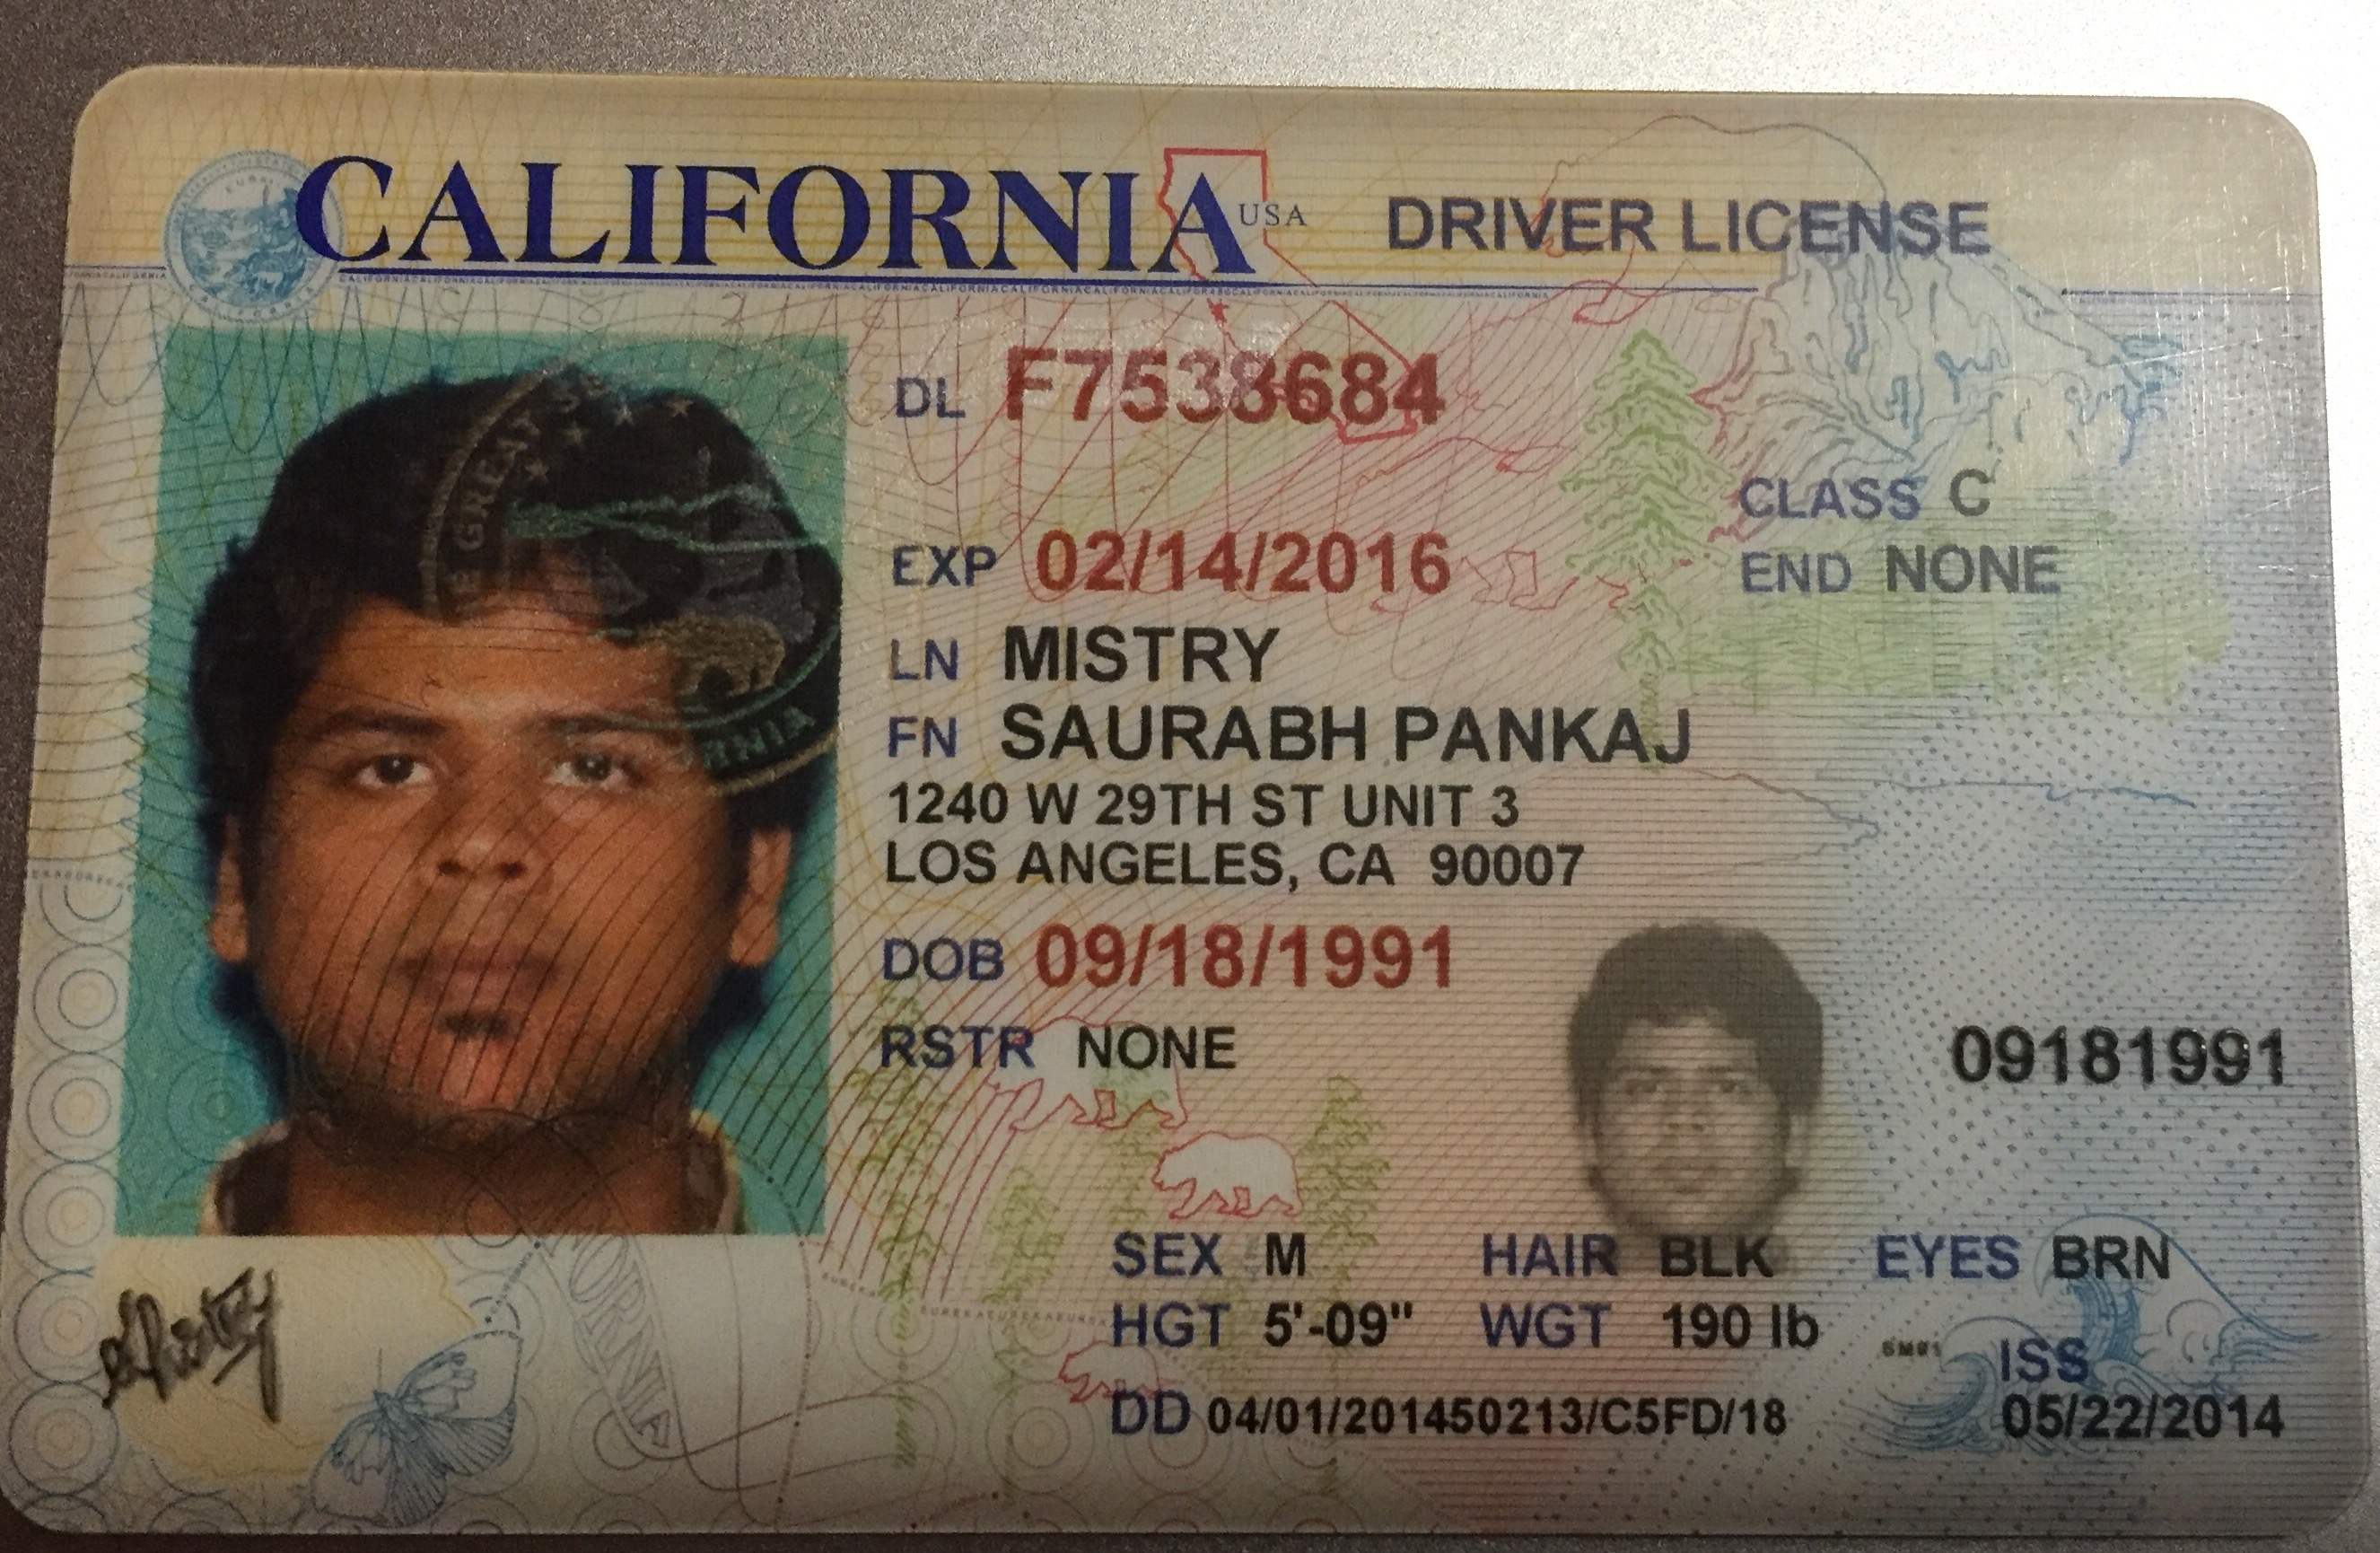 CALIFORNIA USA DRIVER LICENSE
DL F7538684
CLASS C
EXP 02/14/2016
END NONE
LN MISTRY
FN SAURABH PANKAJ
1240 W 29TH ST UNIT 3
LOS ANGELES, CA 90007
DOB 09/18/1991
RSTR NONE
09181991
SEX M HAIR BLK EYES BRN
HGT 5'-09" WGT 190 lb
ISS
DD 04/01/201450213/C5FD/18 05/22/2014